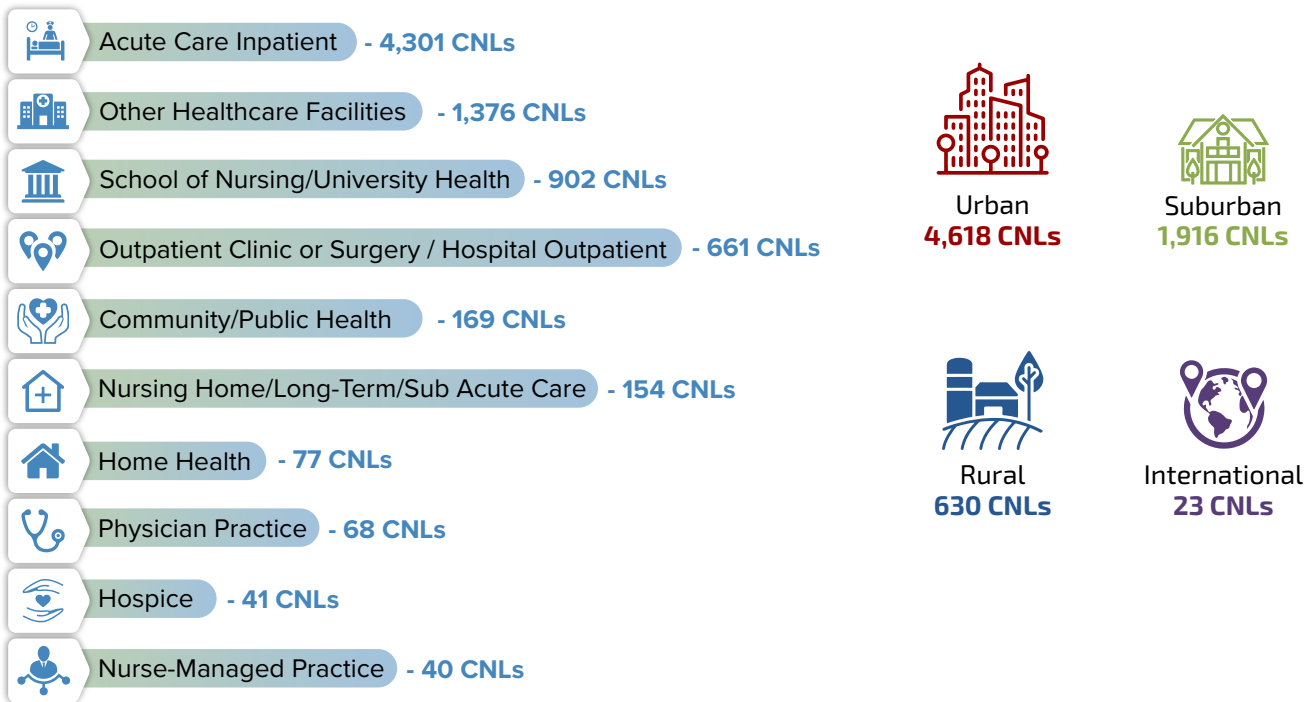 Acute Care Inpatient - 4,301 CNLs
Other Healthcare Facilities - 1,376 CNLs
School of Nursing/University Health - 902 CNLs
Outpatient Clinic or Surgery / Hospital Outpatient - 661 CNLs
Community/Public Health - 169 CNLs
Nursing Home/Long-Term/Sub Acute Care - 154 CNLs
Home Health - 77 CNLs
Physician Practice - 68 CNLs
Hospice - 41 CNLs
Nurse-Managed Practice - 40 CNLs
Urban
4,618 CNLs
Suburban
1,916 CNLs
Rural
630 CNLs
International
23 CNLs